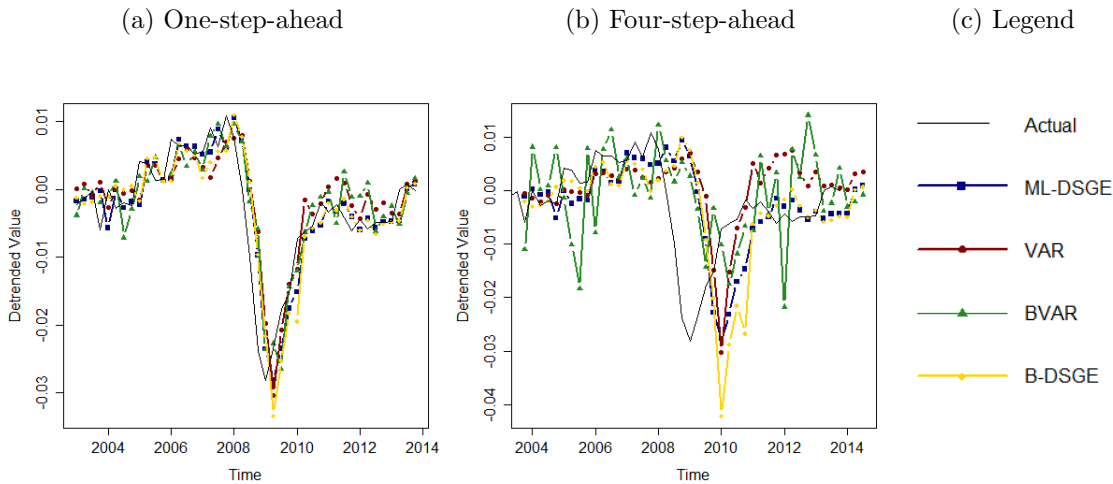 (a) One-step-ahead
(b) Four-step-ahead
(c) Legend
Detrended Value
0.01
0.00
-0.01
-0.02
-0.03
2004 2006 2008 2010 2012 2014
Time
Detrended Value
0.01
0.00
-0.01
-0.02
-0.03
-0.04
2004 2006 2008 2010 2012 2014
Time
Actual
ML-DSGE
VAR
BVAR
B-DSGE